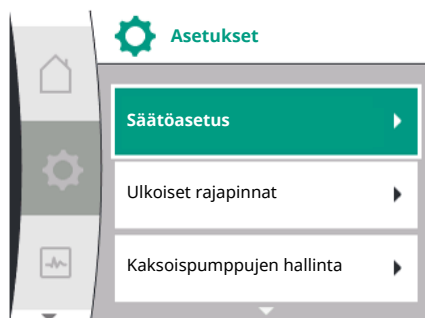 Asetukset
Säätöasetus
Ulkoiset rajapinnat
Kaksoispumppujen hallinta